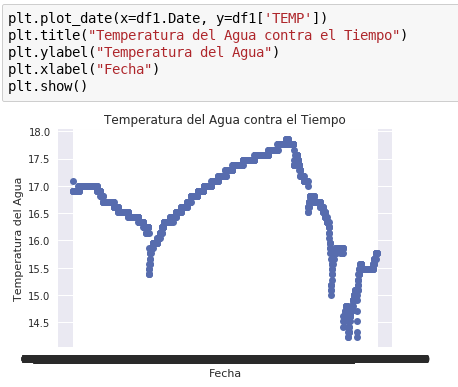 plt.plot_date(x=df1.Date, y=df1['TEMP'])
plt.title("Temperatura del Agua contra el Tiempo")
plt.ylabel("Temperatura del Agua")
plt.xlabel("Fecha")
plt.show()
Temperatura del Agua contra el Tiempo
18.0
17.5
17.0
16.5
16.0
15.5
15.0
14.5
Temperatura del Agua
Fecha